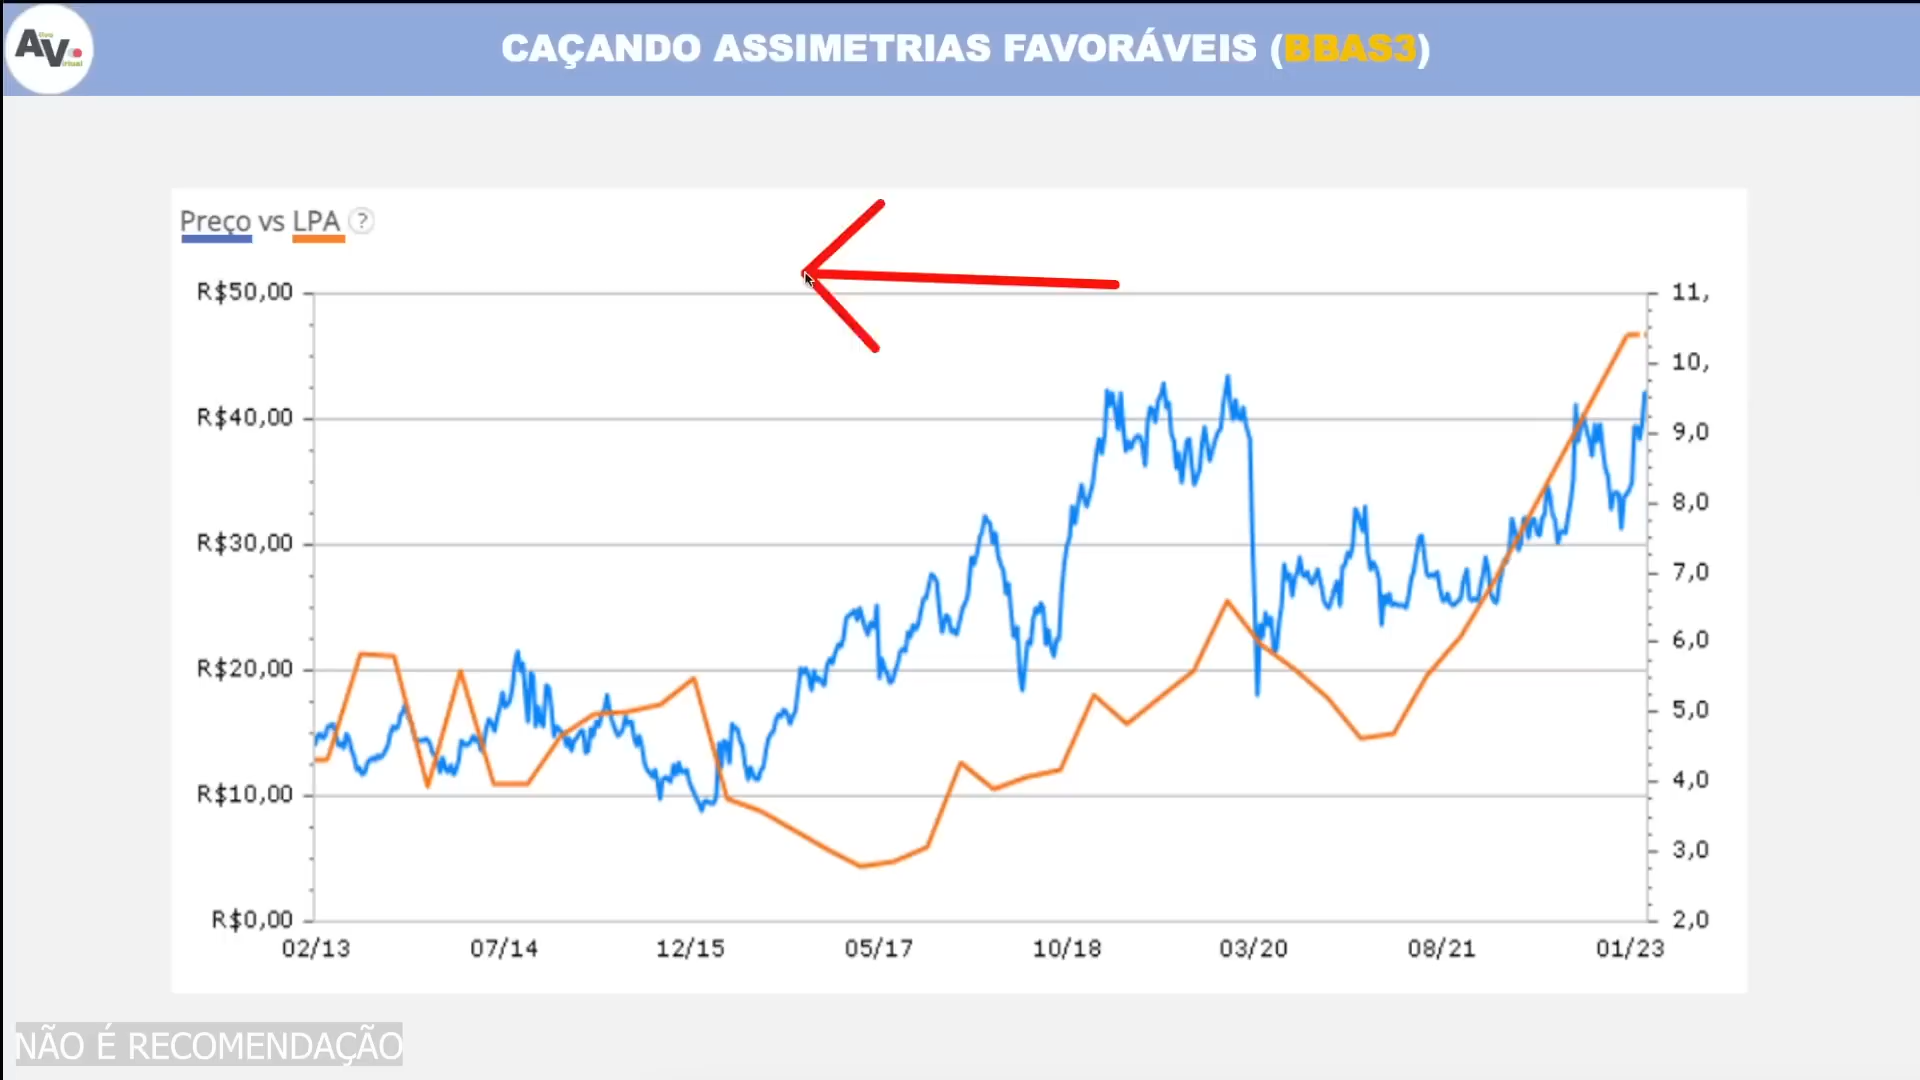 AV.
CAÇANDO ASSIMETRIAS FAVORÁVEIS (BBAS3)
Preço vs LPA ?
R$50,00
R$40,00
R$30,00
R$20,00
R$10,00
R$0,00
11,
10,
9,0
8,0
7,0
6,0
5,0
4,0
3,0
2,0
02/13 07/14 12/15 05/17 10/18 03/20 08/21 01/23
NÃO É RECOMENDAÇÃO